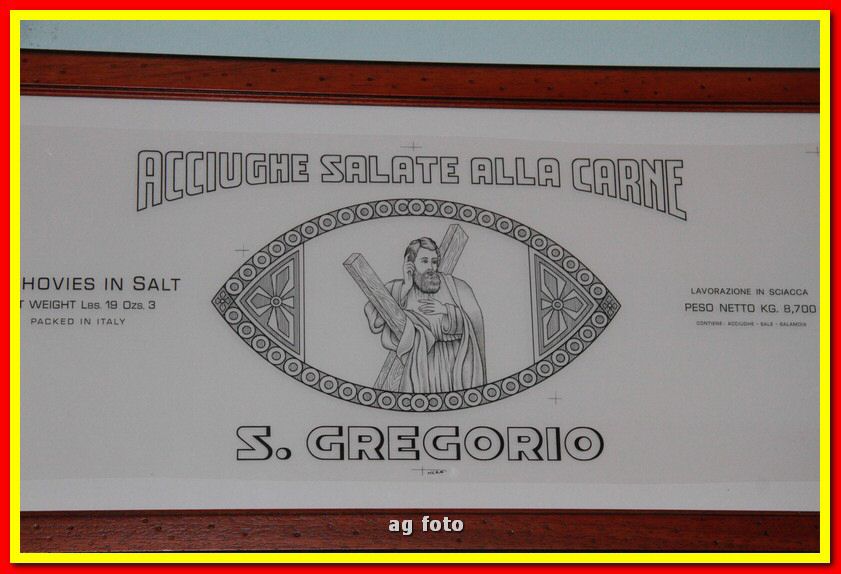 ACCIUGHE SALATE ALLA CARNE
HOVIES IN SALT
T WEIGHT Lbs. 19 Ozs. 3
PACKED IN ITALY
LAVORAZIONE IN SCIACCA
PESO NETTO KG. 8,700
CONTIENE: ACCIUGHE - SALE - SALAMOIA
S. GREGORIO
ag foto